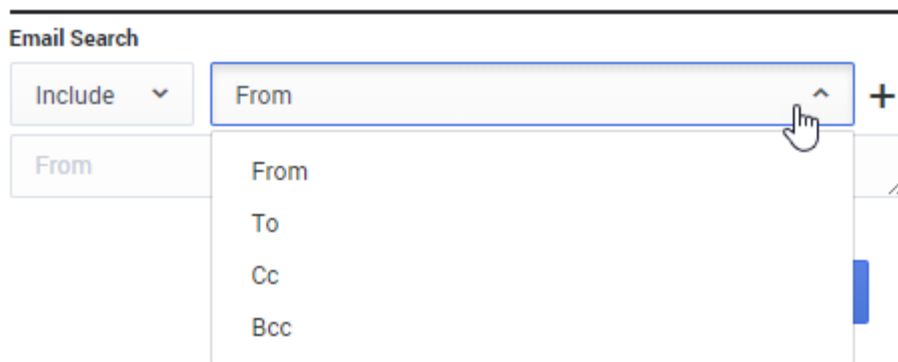 Email Search
Include From +
From
From
To
Cc
Bcc